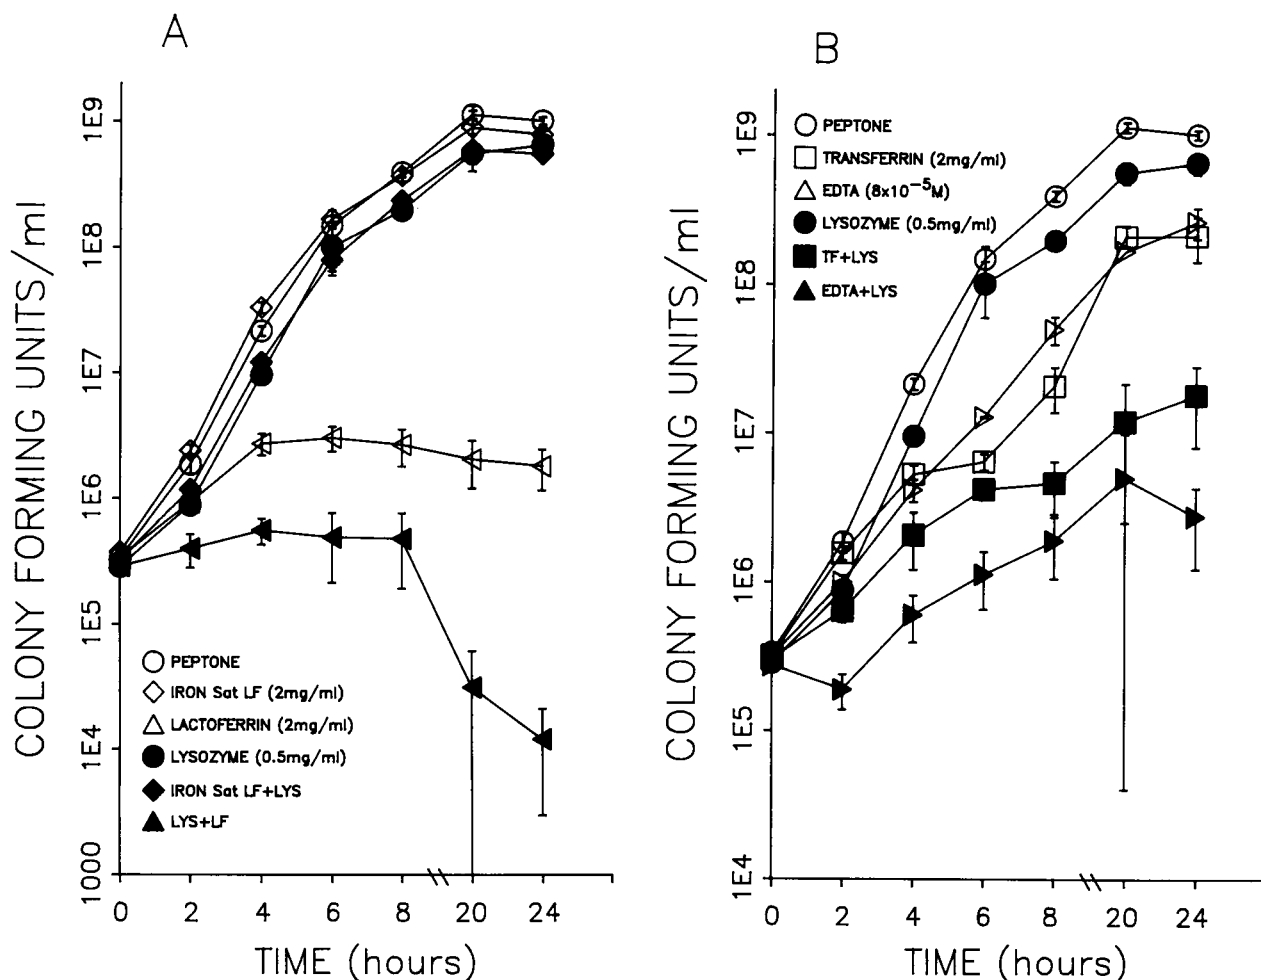 A
COLONY FORMING UNITS/ml
1E9
1E8
1E7
1E6
1E5
1E4
1000
PEPTONE
IRON Sat LF (2mg/ml)
LACTOFERRIN (2mg/ml)
LYSOZYME (0.5mg/ml)
IRON Sat LF+LYS
LYS+LF
0 2 4 6 8 20 24
TIME (hours)
B
COLONY FORMING UNITS/ml
1E9
1E8
1E7
1E6
1E5
1E4
PEPTONE
TRANSFERRIN (2mg/ml)
EDTA (8x10⁻⁵M)
LYSOZYME (0.5mg/ml)
TF+LYS
EDTA+LYS
0 2 4 6 8 20 24
TIME (hours)